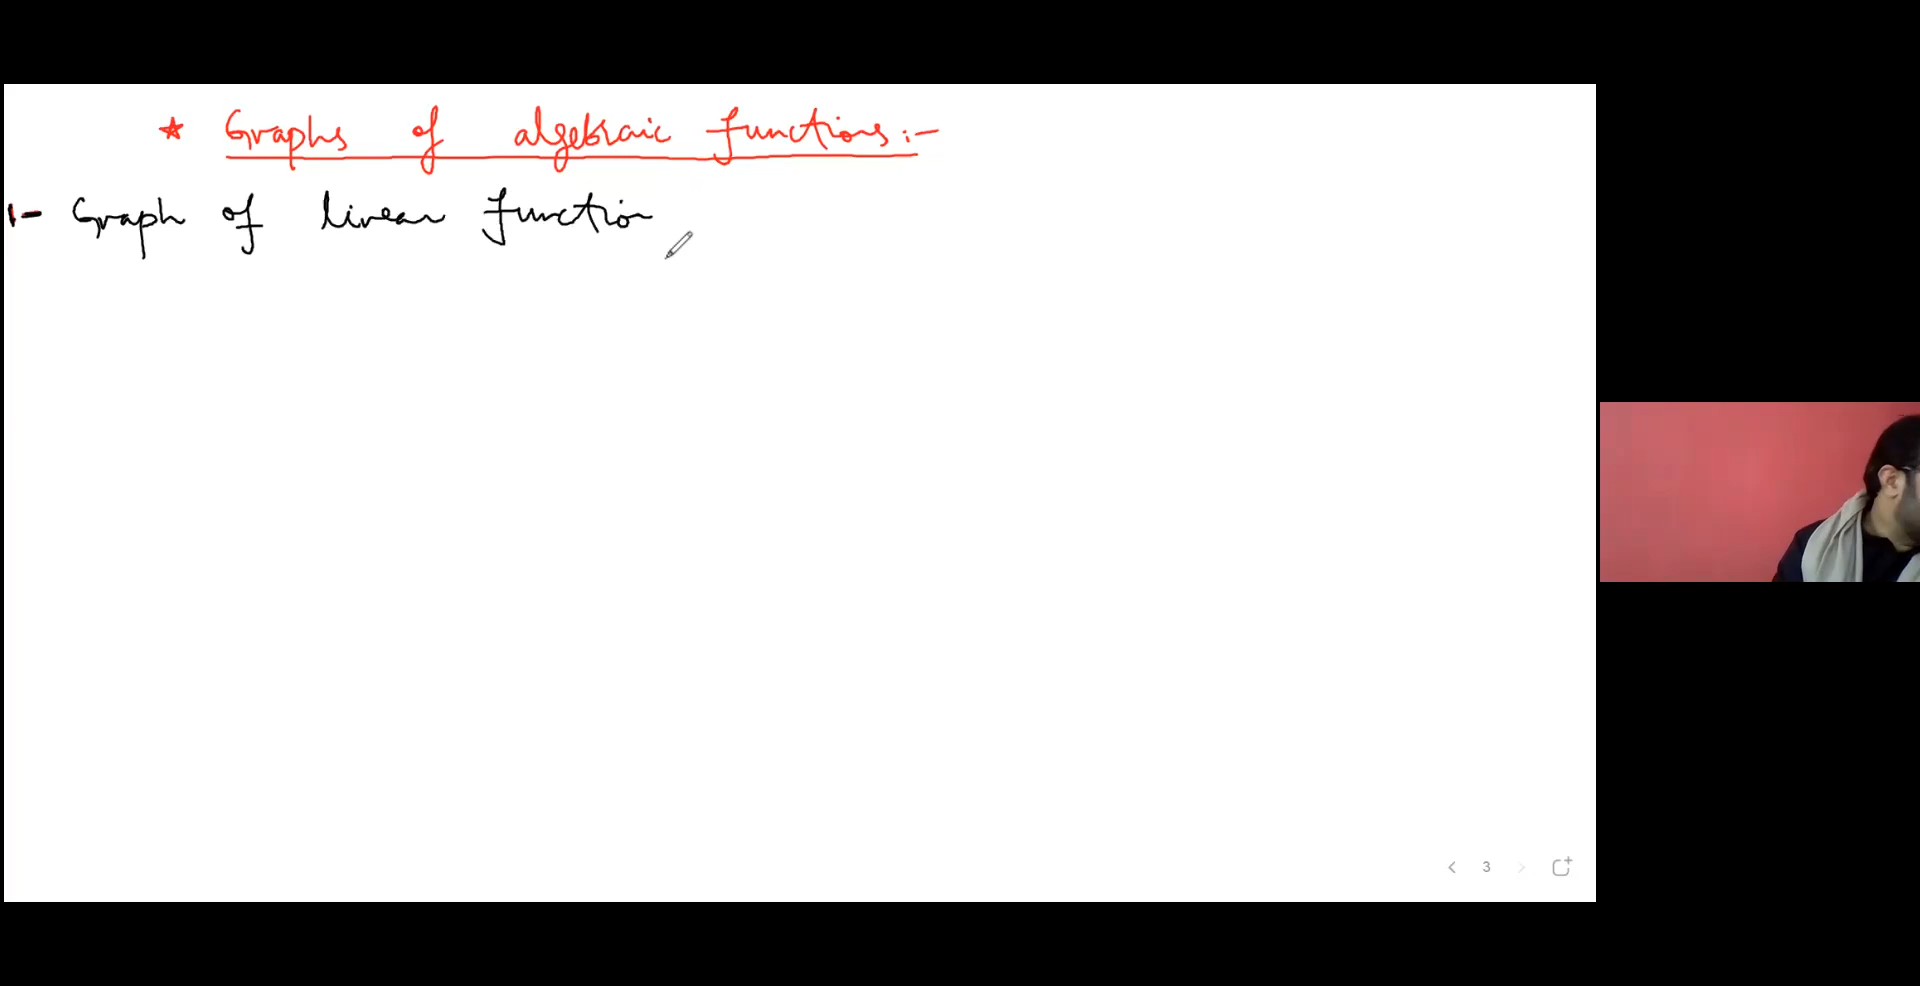 ★ Graphs of algebraic functions:-
1- Graph of linear function
3